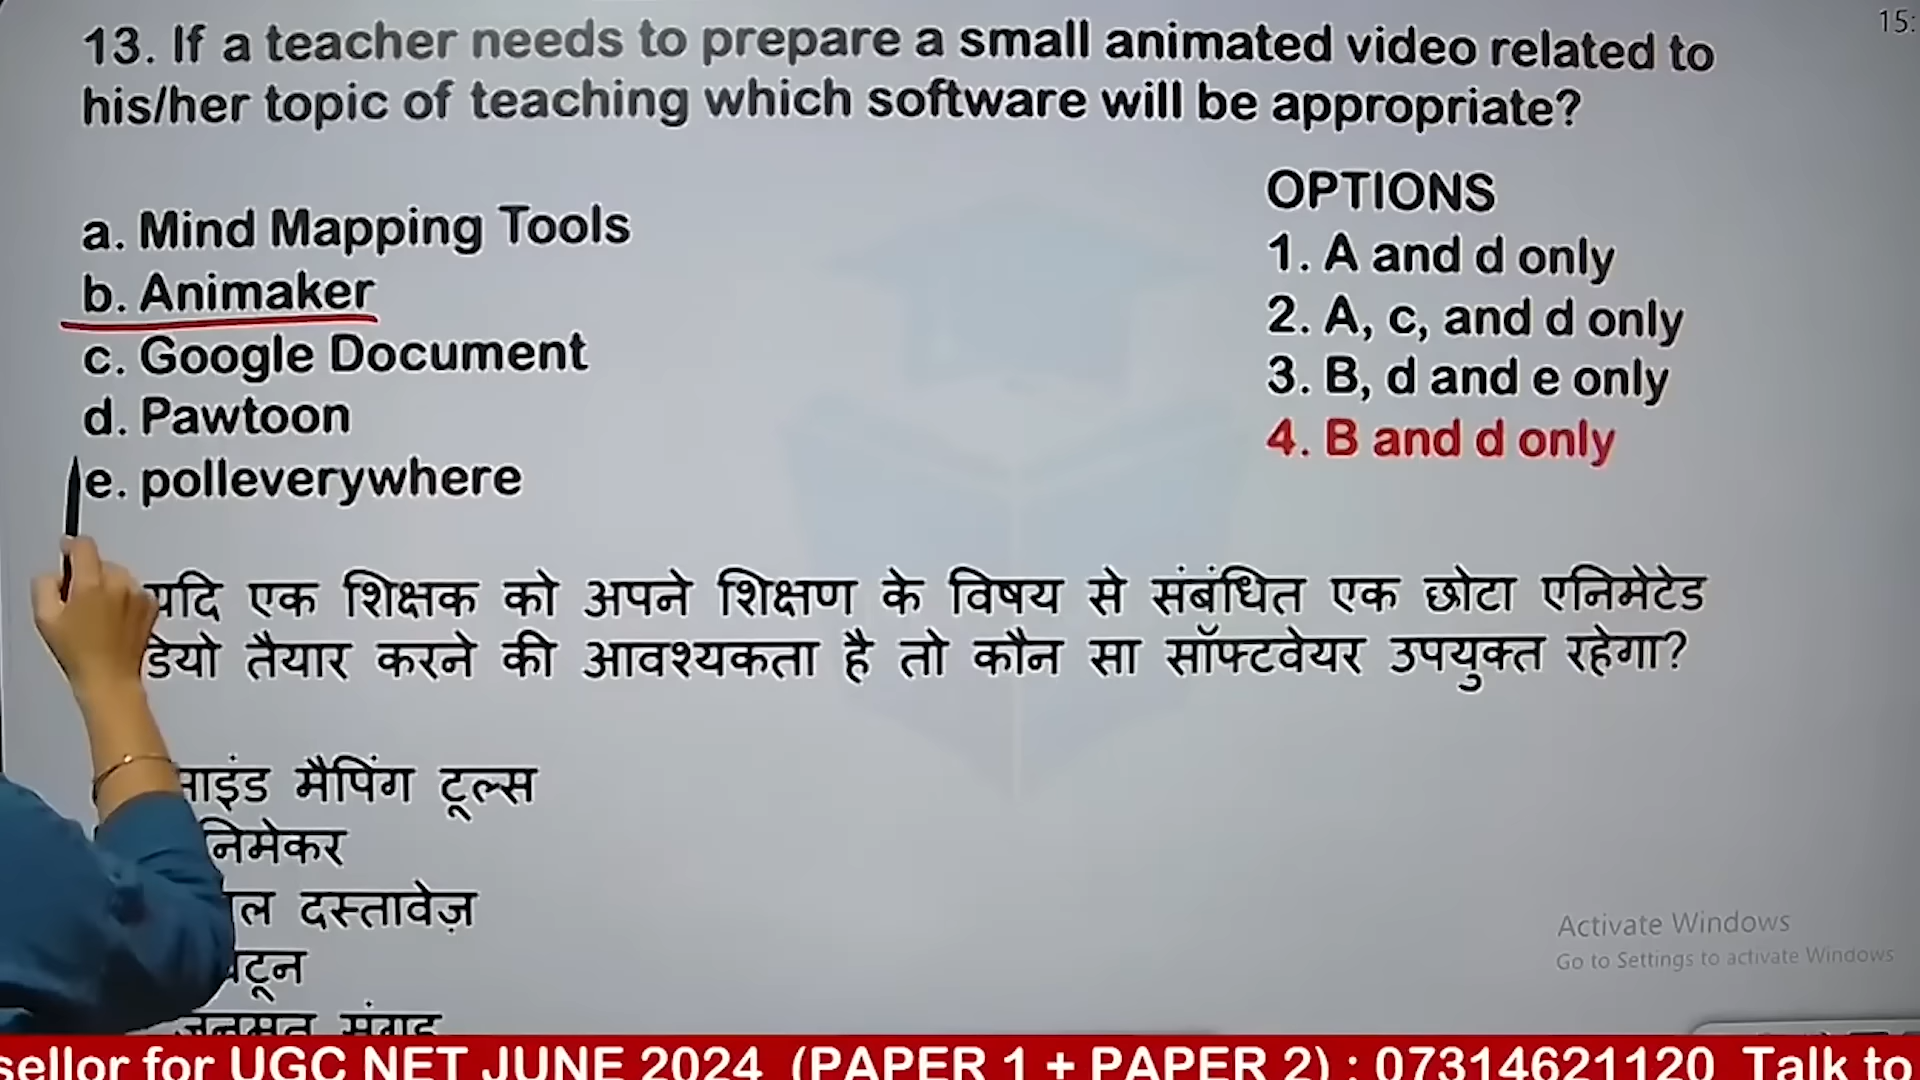 15:
13. If a teacher needs to prepare a small animated video related to
his/her topic of teaching which software will be appropriate?
OPTIONS
a. Mind Mapping Tools
1. A and d only
b. Animaker
2. A, c, and d only
c. Google Document
3. B, d and e only
d. Pawtoon
4. B and d only
e. polleverywhere
यदि एक शिक्षक को अपने शिक्षण के विषय से संबंधित एक छोटा एनिमेटेड
डियो तैयार करने की आवश्यकता है तो कौन सा सॉफ्टवेयर उपयुक्त रहेगा?
माइंड मैपिंग टूल्स
निमेकर
ल दस्तावेज़
टून
Activate Windows
Go to Settings to activate Windows
sellor for UGC NET JUNE 2024 (PAPER 1 + PAPER 2) : 07314621120 Talk to